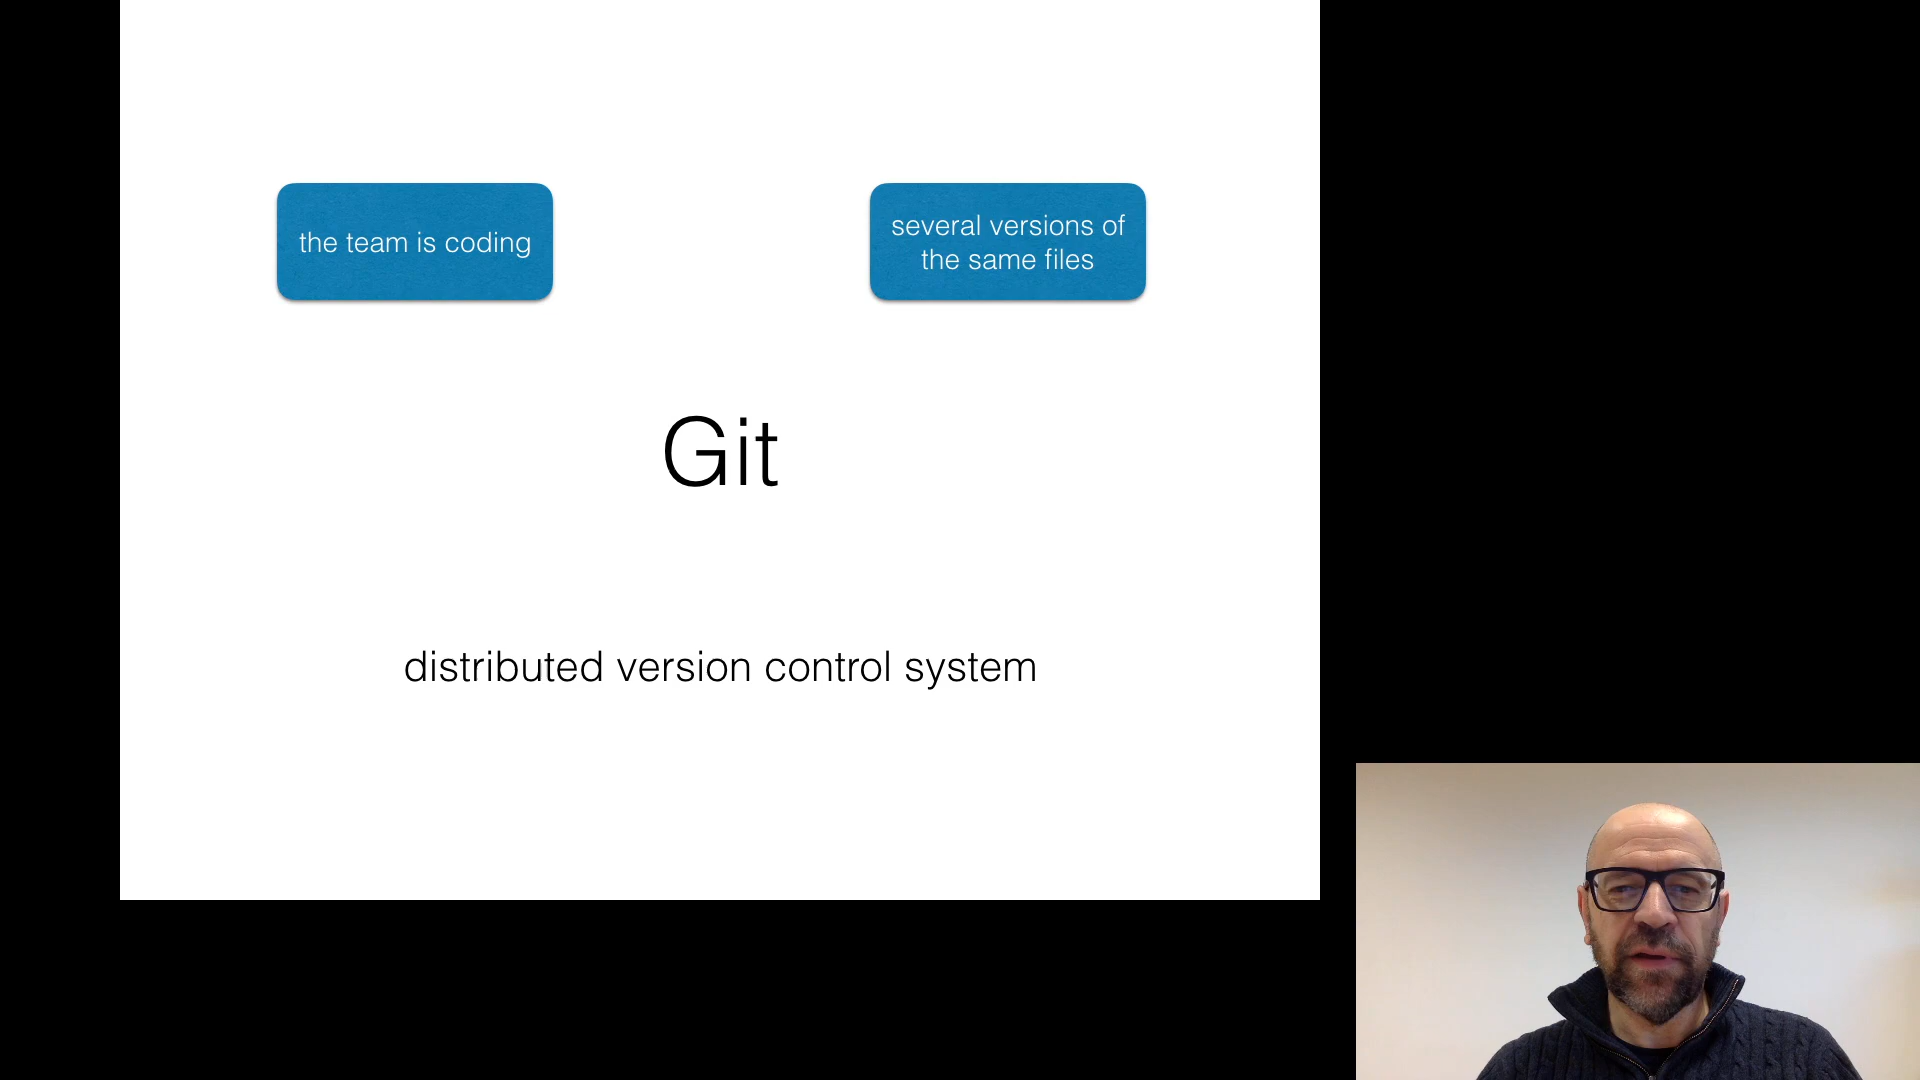 the team is coding
several versions of
the same files
Git
distributed version control system